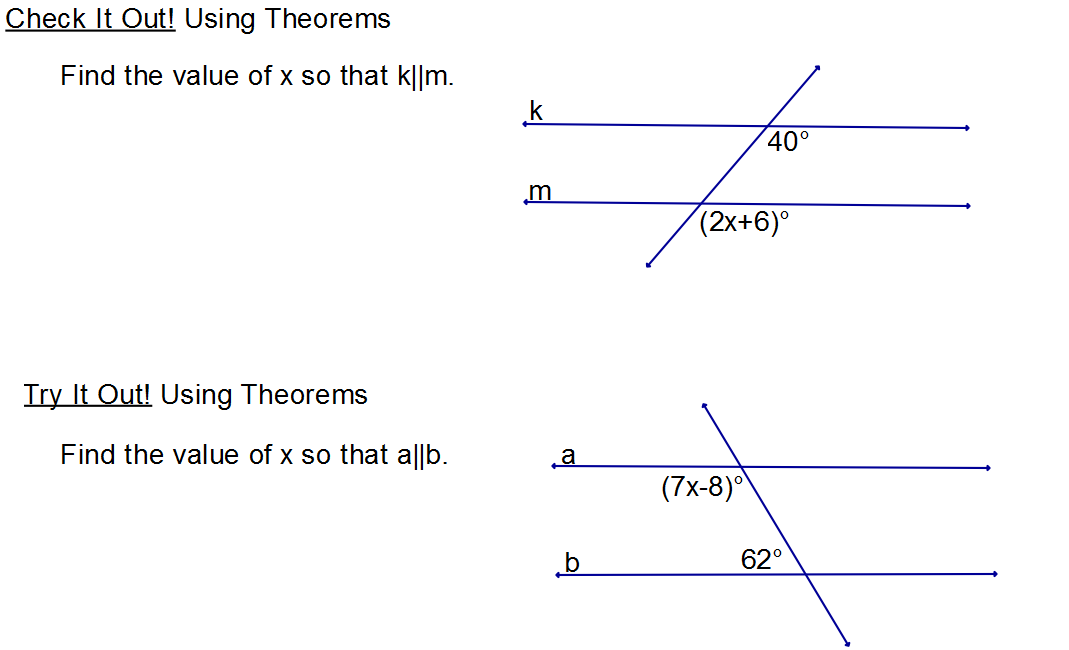 Check It Out! Using Theorems
Find the value of x so that k||m.
k
40°
m
(2x+6)°
Try It Out! Using Theorems
Find the value of x so that a||b.
a
(7x-8)°
b
62°